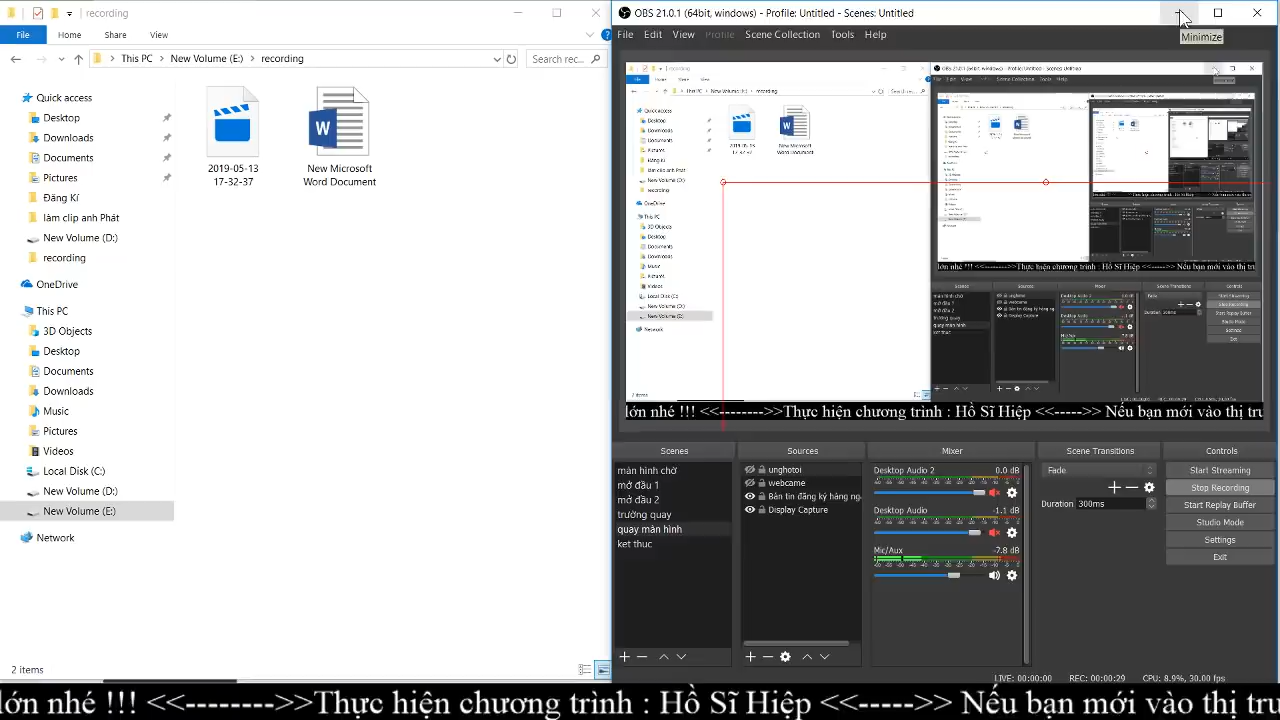 recording
File Home Share View
This PC > New Volume (E:) > recording
Search rec...
Quick access
Desktop
Downloads
Documents
Pictures
Đăng kí
làm clip anh Phát
New Volume (D:)
recording
OneDrive
This PC
3D Objects
Desktop
Documents
Downloads
Music
Pictures
Videos
Local Disk (C:)
New Volume (D:)
New Volume (E:)
Network
2019-05-13
17-32-37
New Microsoft
Word Document
2 items
OBS 21.0.1 (64bit, windows) - Profile: Untitled - Scenes: Untitled
Minimize
File Edit View Profile Scene Collection Tools Help
lớn nhé !!! <<-------->>Thực hiện chương trình : Hồ Sĩ Hiệp <<----->> Nếu bạn mới vào thị trư
Scenes
màn hình chờ
mở đầu 1
mở đầu 2
trường quay
quay màn hình
ket thuc
Sources
unghotoi
webcame
Bản tin đăng ký hàng ng
Display Capture
Mixer
Desktop Audio 2 0.0 dB
Desktop Audio -1.1 dB
Mic/Aux -7.8 dB
Scene Transitions
Fade
Duration 300ms
Controls
Start Streaming
Stop Recording
Start Replay Buffer
Studio Mode
Settings
Exit
LIVE: 00:00:00 REC: 00:00:29 CPU: 8.9%, 30.00 fps
lớn nhé !!! <<-------->>Thực hiện chương trình : Hồ Sĩ Hiệp <<----->> Nếu bạn mới vào thị trư